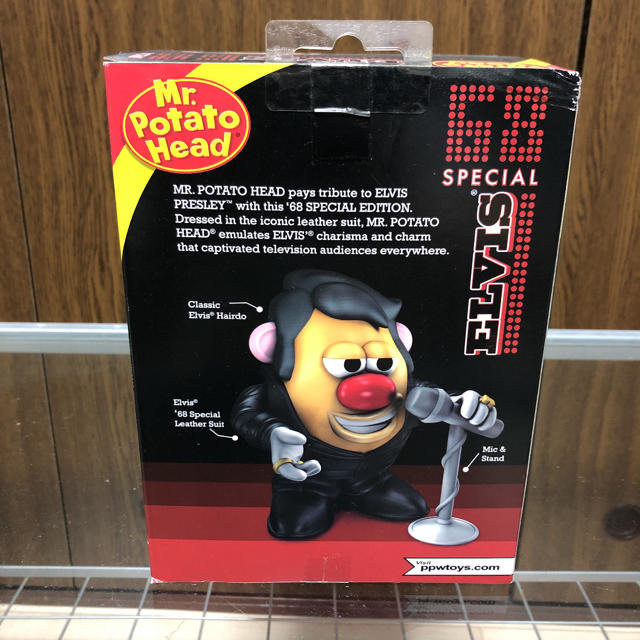 Mr.
Potato
Head®
68
SPECIAL
ELVIS®
MR. POTATO HEAD pays tribute to ELVIS
PRESLEY™ with this '68 SPECIAL EDITION.
Dressed in the iconic leather suit, MR. POTATO
HEAD® emulates ELVIS'® charisma and charm
that captivated television audiences everywhere.
Classic
Elvis® Hairdo
Elvis®
'68 Special
Leather Suit
Mic &
Stand
Visit
ppwtoys.com